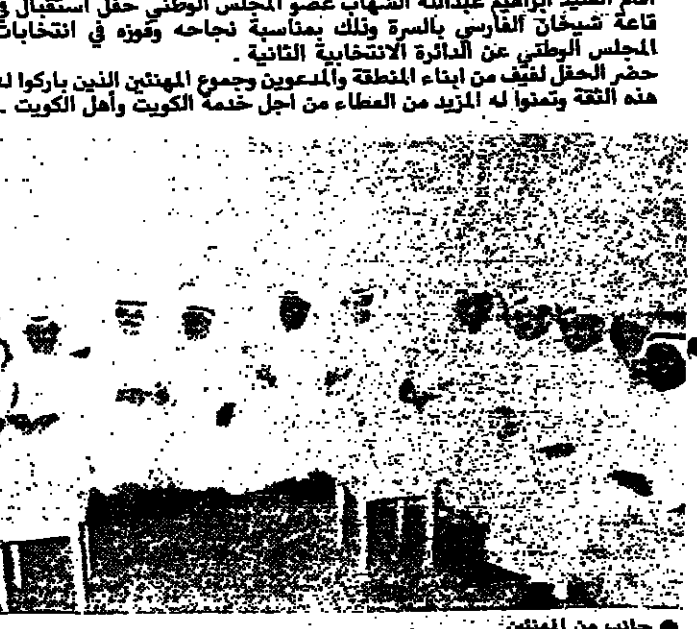 أقام السيد ابراهيم عبدالله الشهاب عضو المجلس الوطني حفل استقبال في
قاعة شيخان الفارسي بالسرة وذلك بمناسبة نجاحه وفوزه في انتخابات
المجلس الوطني عن الدائرة الانتخابية الثانية .
حضر الحفل لفيف من ابناء المنطقة والمدعوين وجموع المهنئين الذين باركوا له
هذه الثقة وتمنوا له المزيد من العطاء من اجل خدمة الكويت وأهل الكويت .
● جانب من المهنئين